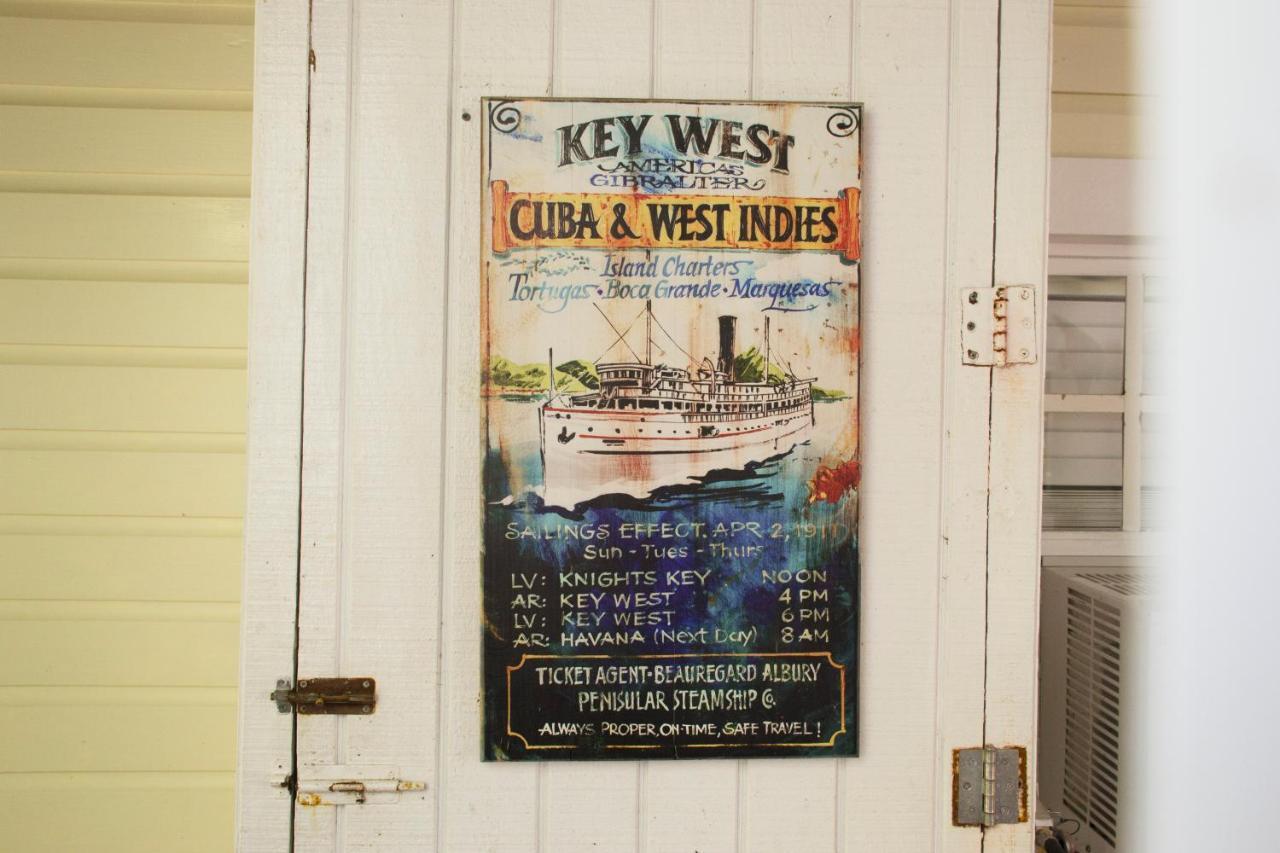 KEY WEST
AMERICAS
GIBRALTER
CUBA & WEST INDIES
Island Charters
Tortugas · Boca Grande · Marquesas
SAILINGS EFFECT. APR 2,
Sun - Tues - Thurs
LV: KNIGHTS KEY NOON
AR: KEY WEST 4 PM
LV: KEY WEST 6 PM
AR: HAVANA (Next Day) 8 AM
TICKET AGENT · BEAUREGARD ALBURY
PENISULAR STEAMSHIP Co.
ALWAYS PROPER, ON-TIME, SAFE TRAVEL!